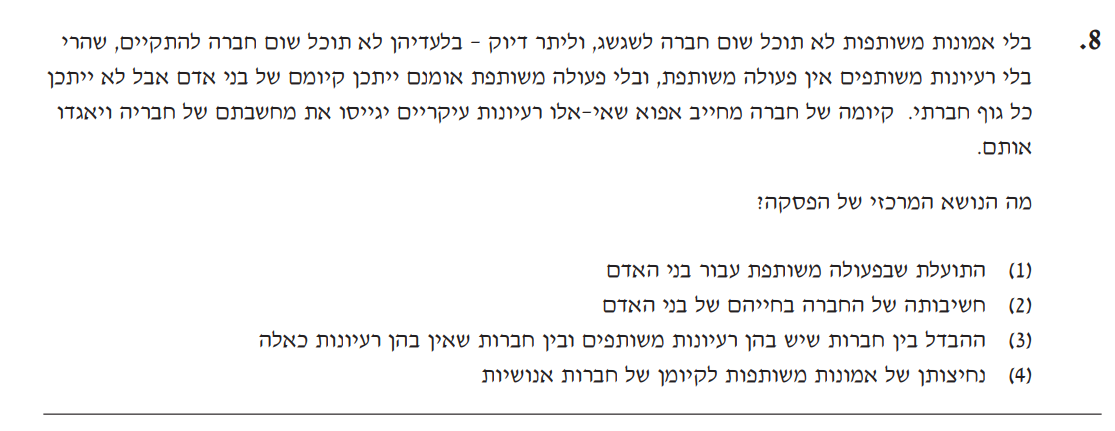 8. בלי אמונות משותפות לא תוכל שום חברה לשגשג, וליתר דיוק – בלעדיהן לא תוכל שום חברה להתקיים, שהרי
בלי רעיונות משותפים אין פעולה משותפת, ובלי פעולה משותפת אומנם ייתכן קיומם של בני אדם אבל לא ייתכן
כל גוף חברתי. קיומה של חברה מחייב אפוא שאי-אלו רעיונות עיקריים יגייסו את מחשבתם של חבריה ויאגדו
אותם.
מה הנושא המרכזי של הפסקה?
(1) התועלת שבפעולה משותפת עבור בני האדם
(2) חשיבותה של החברה בחייהם של בני האדם
(3) ההבדל בין חברות שיש בהן רעיונות משותפים ובין חברות שאין בהן רעיונות כאלה
(4) נחיצותן של אמונות משותפות לקיומן של חברות אנושיות